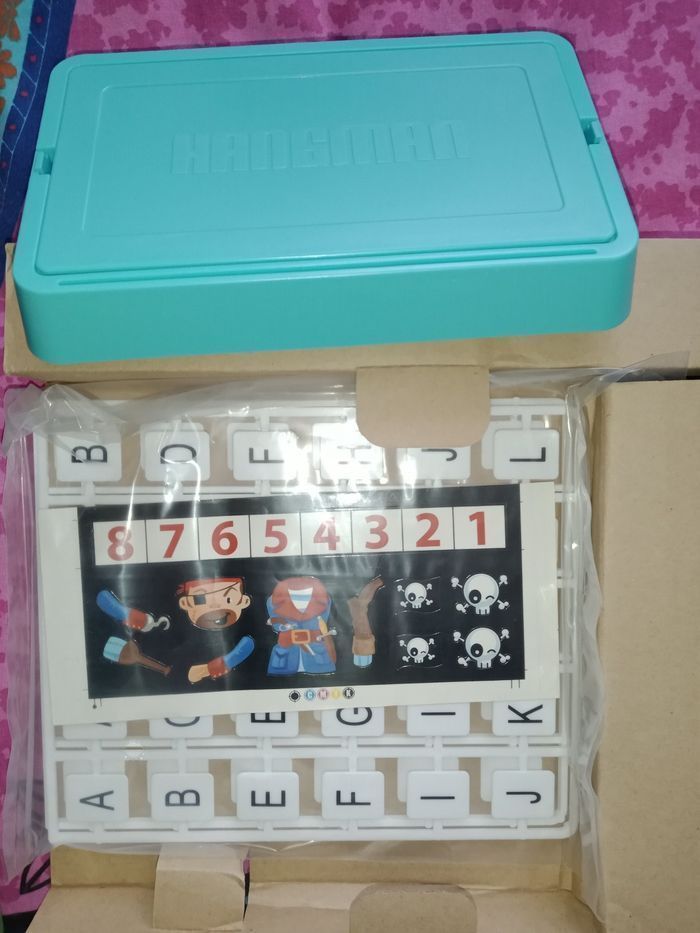 HANGMAN
B D F H J L
8 7 6 5 4 3 2 1
C M Y K
E G I K
A B E F I J